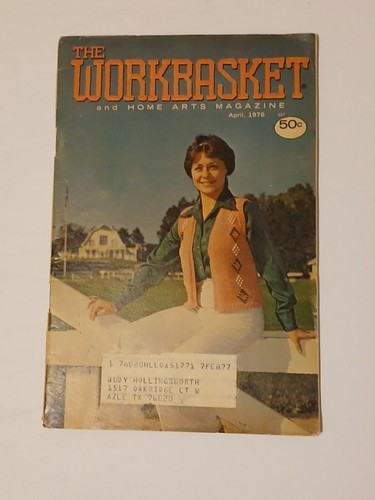 THE
WORKBASKET
and HOME ARTS MAGAZINE
April, 1976
50c
JUDY HOLLINGSWORTH
1517 OAKRIDGE CT W
AZLE TX 76020